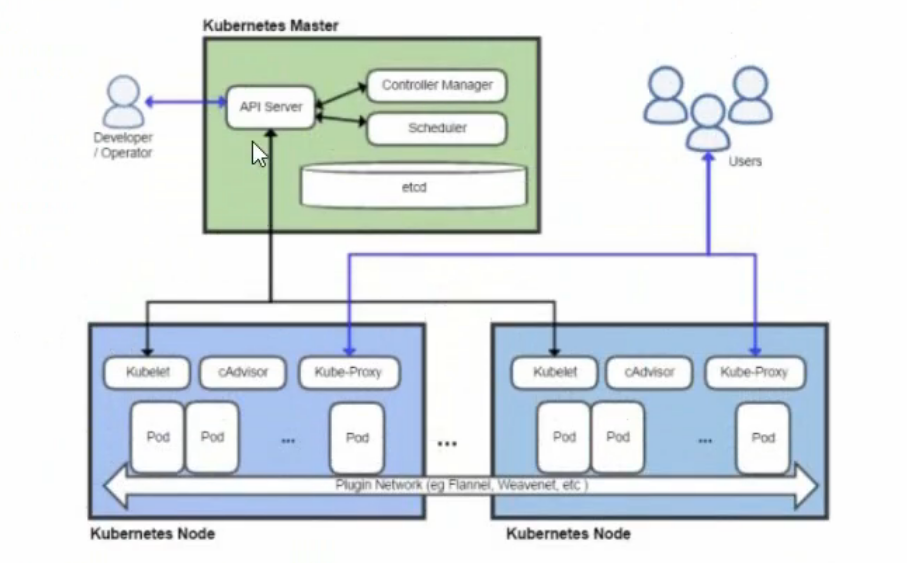 Kubernetes Master
API Server
Controller Manager
Scheduler
etcd
Developer
/ Operator
Users
Kubelet
cAdvisor
Kube-Proxy
Kubelet
cAdvisor
Kube-Proxy
Pod
Pod
...
Pod
...
Pod
Pod
...
Pod
Plugin Network (eg Flannel, Weavenet, etc )
Kubernetes Node
Kubernetes Node